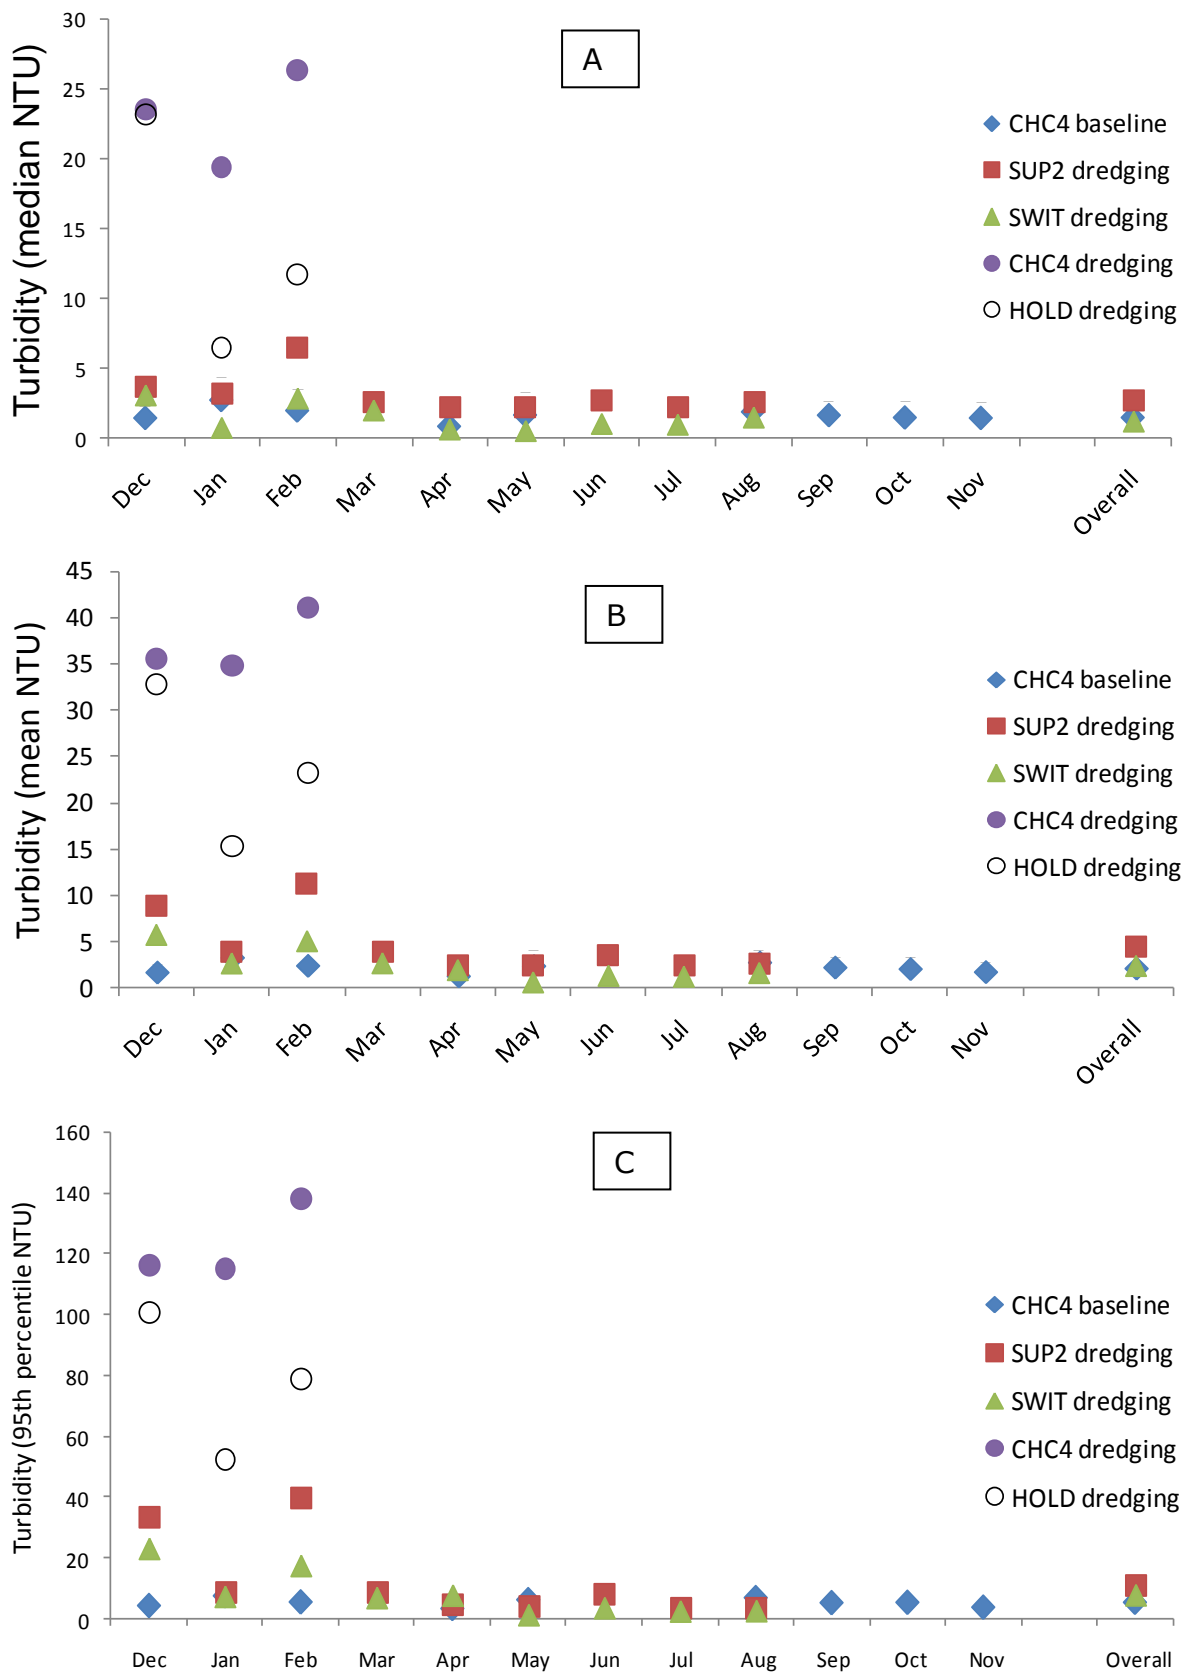 Turbidity (median NTU)
30
25
20
15
10
5
0
A
CHC4 baseline
SUP2 dredging
SWIT dredging
CHC4 dredging
HOLD dredging
Dec Jan Feb Mar Apr May Jun Jul Aug Sep Oct Nov Overall
Turbidity (mean NTU)
45
40
35
30
25
20
15
10
5
0
B
CHC4 baseline
SUP2 dredging
SWIT dredging
CHC4 dredging
HOLD dredging
Dec Jan Feb Mar Apr May Jun Jul Aug Sep Oct Nov Overall
Turbidity (95th percentile NTU)
160
140
120
100
80
60
40
20
0
C
CHC4 baseline
SUP2 dredging
SWIT dredging
CHC4 dredging
HOLD dredging
Dec Jan Feb Mar Apr May Jun Jul Aug Sep Oct Nov Overall